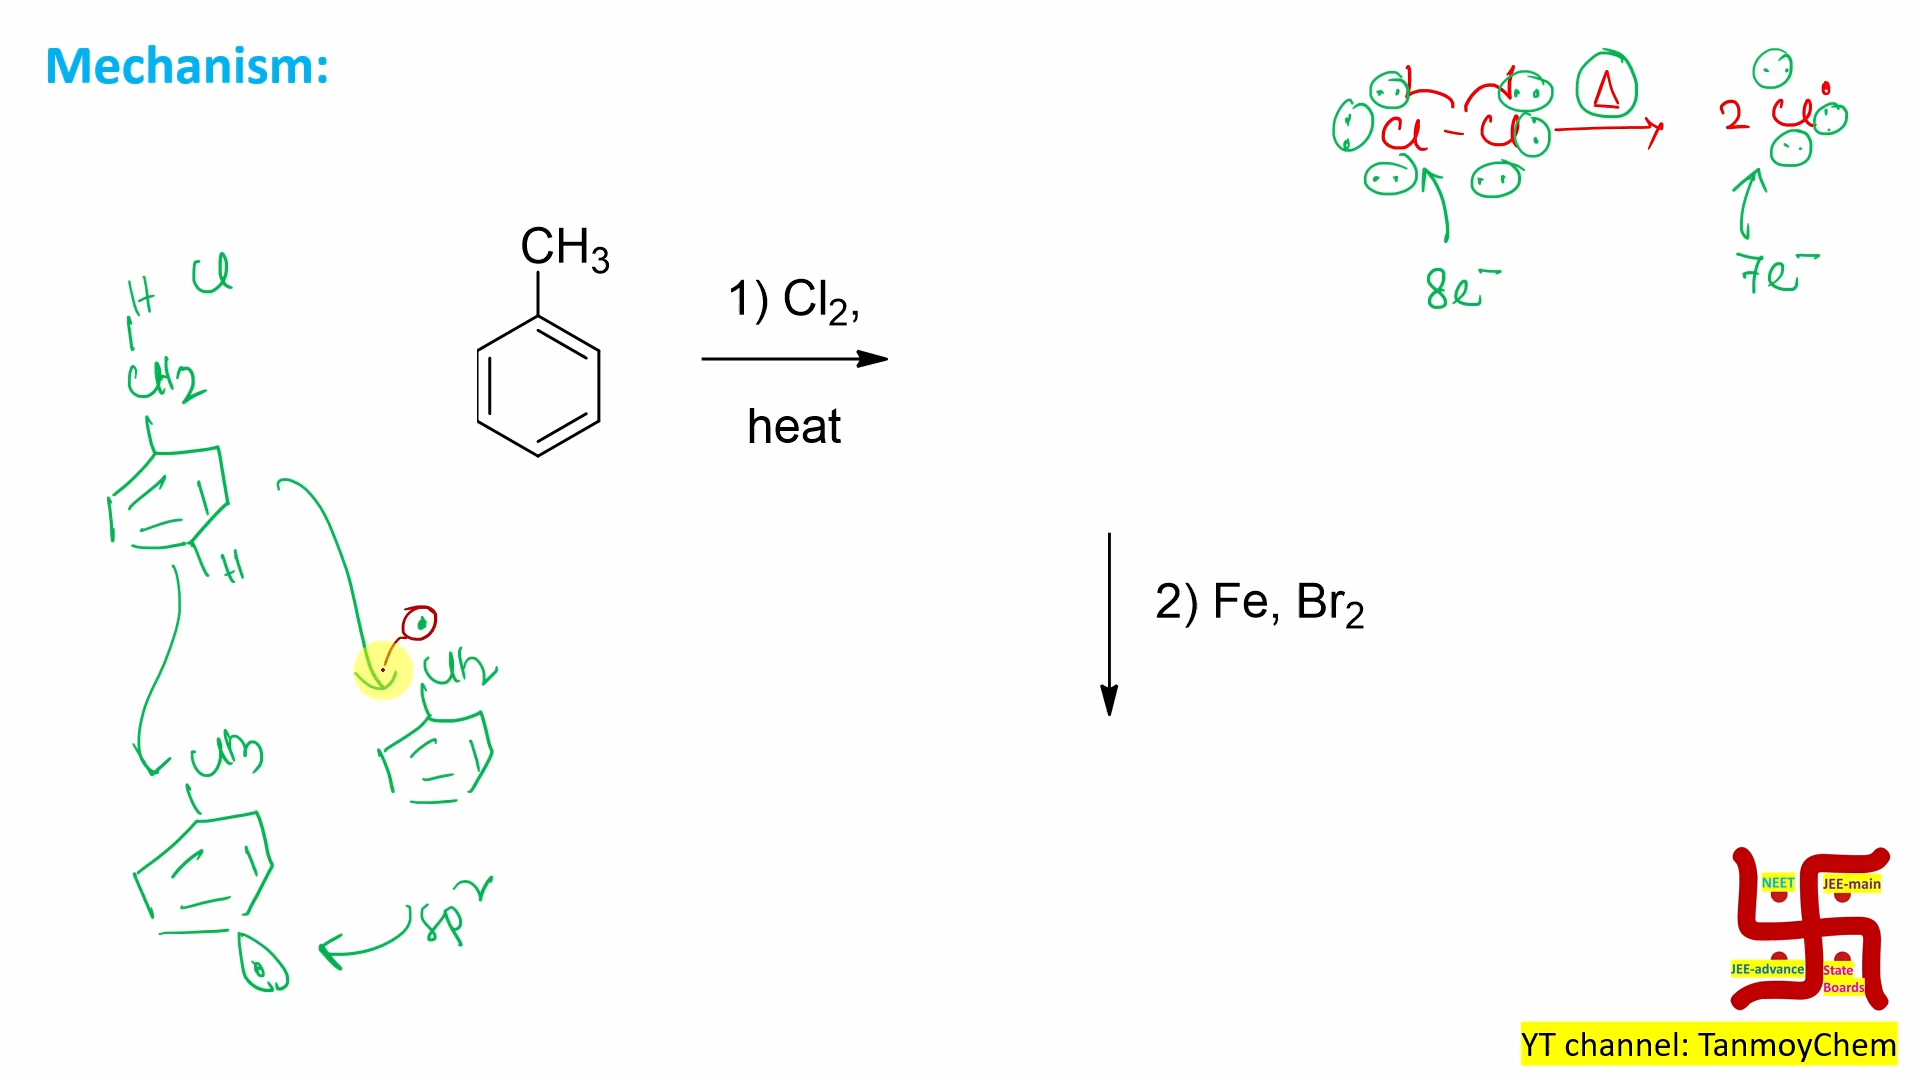 Mechanism:
Cl – Cl Δ 2 Cl•
8e⁻ 7e⁻
CH3
1) Cl2,
heat
H Cl
CH2
H
CH2
2) Fe, Br2
CH3
sp²
NEET JEE-main
JEE-advance State
Boards
YT channel: TanmoyChem